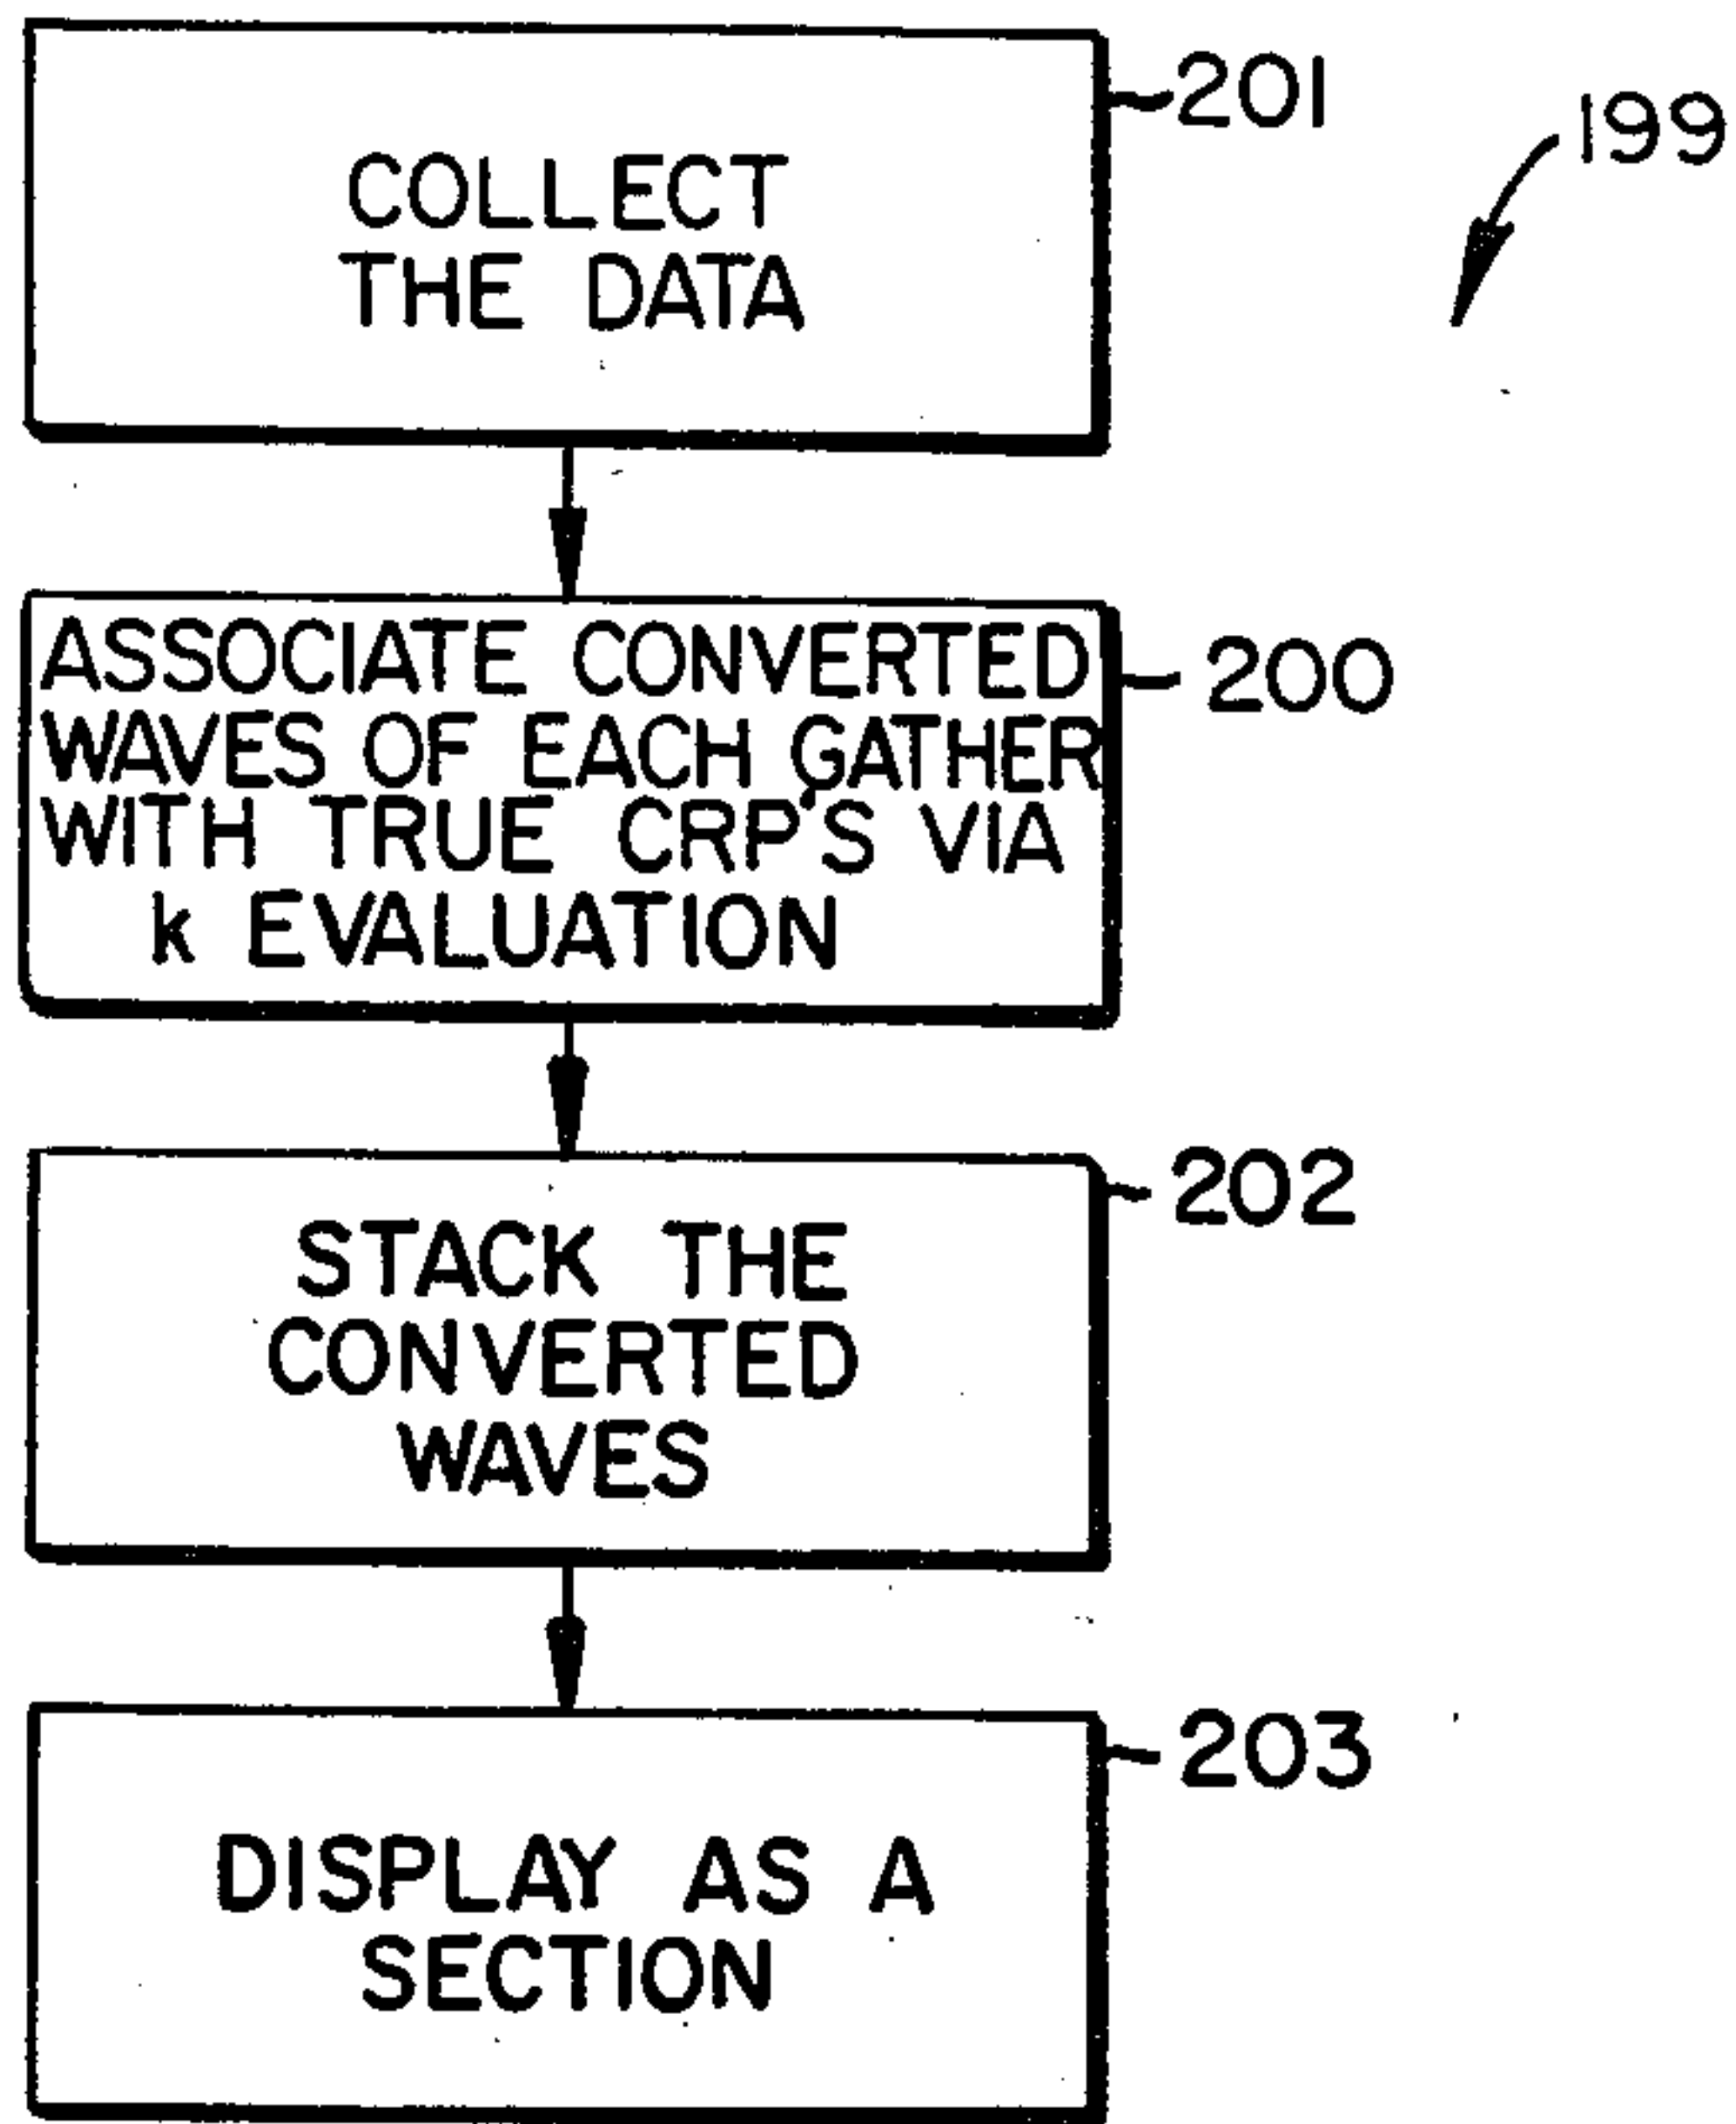 201
199
COLLECT
THE DATA
200
ASSOCIATE CONVERTED
WAVES OF EACH GATHER
WITH TRUE CRP'S VIA
k EVALUATION
202
STACK THE
CONVERTED
WAVES
203
DISPLAY AS A
SECTION